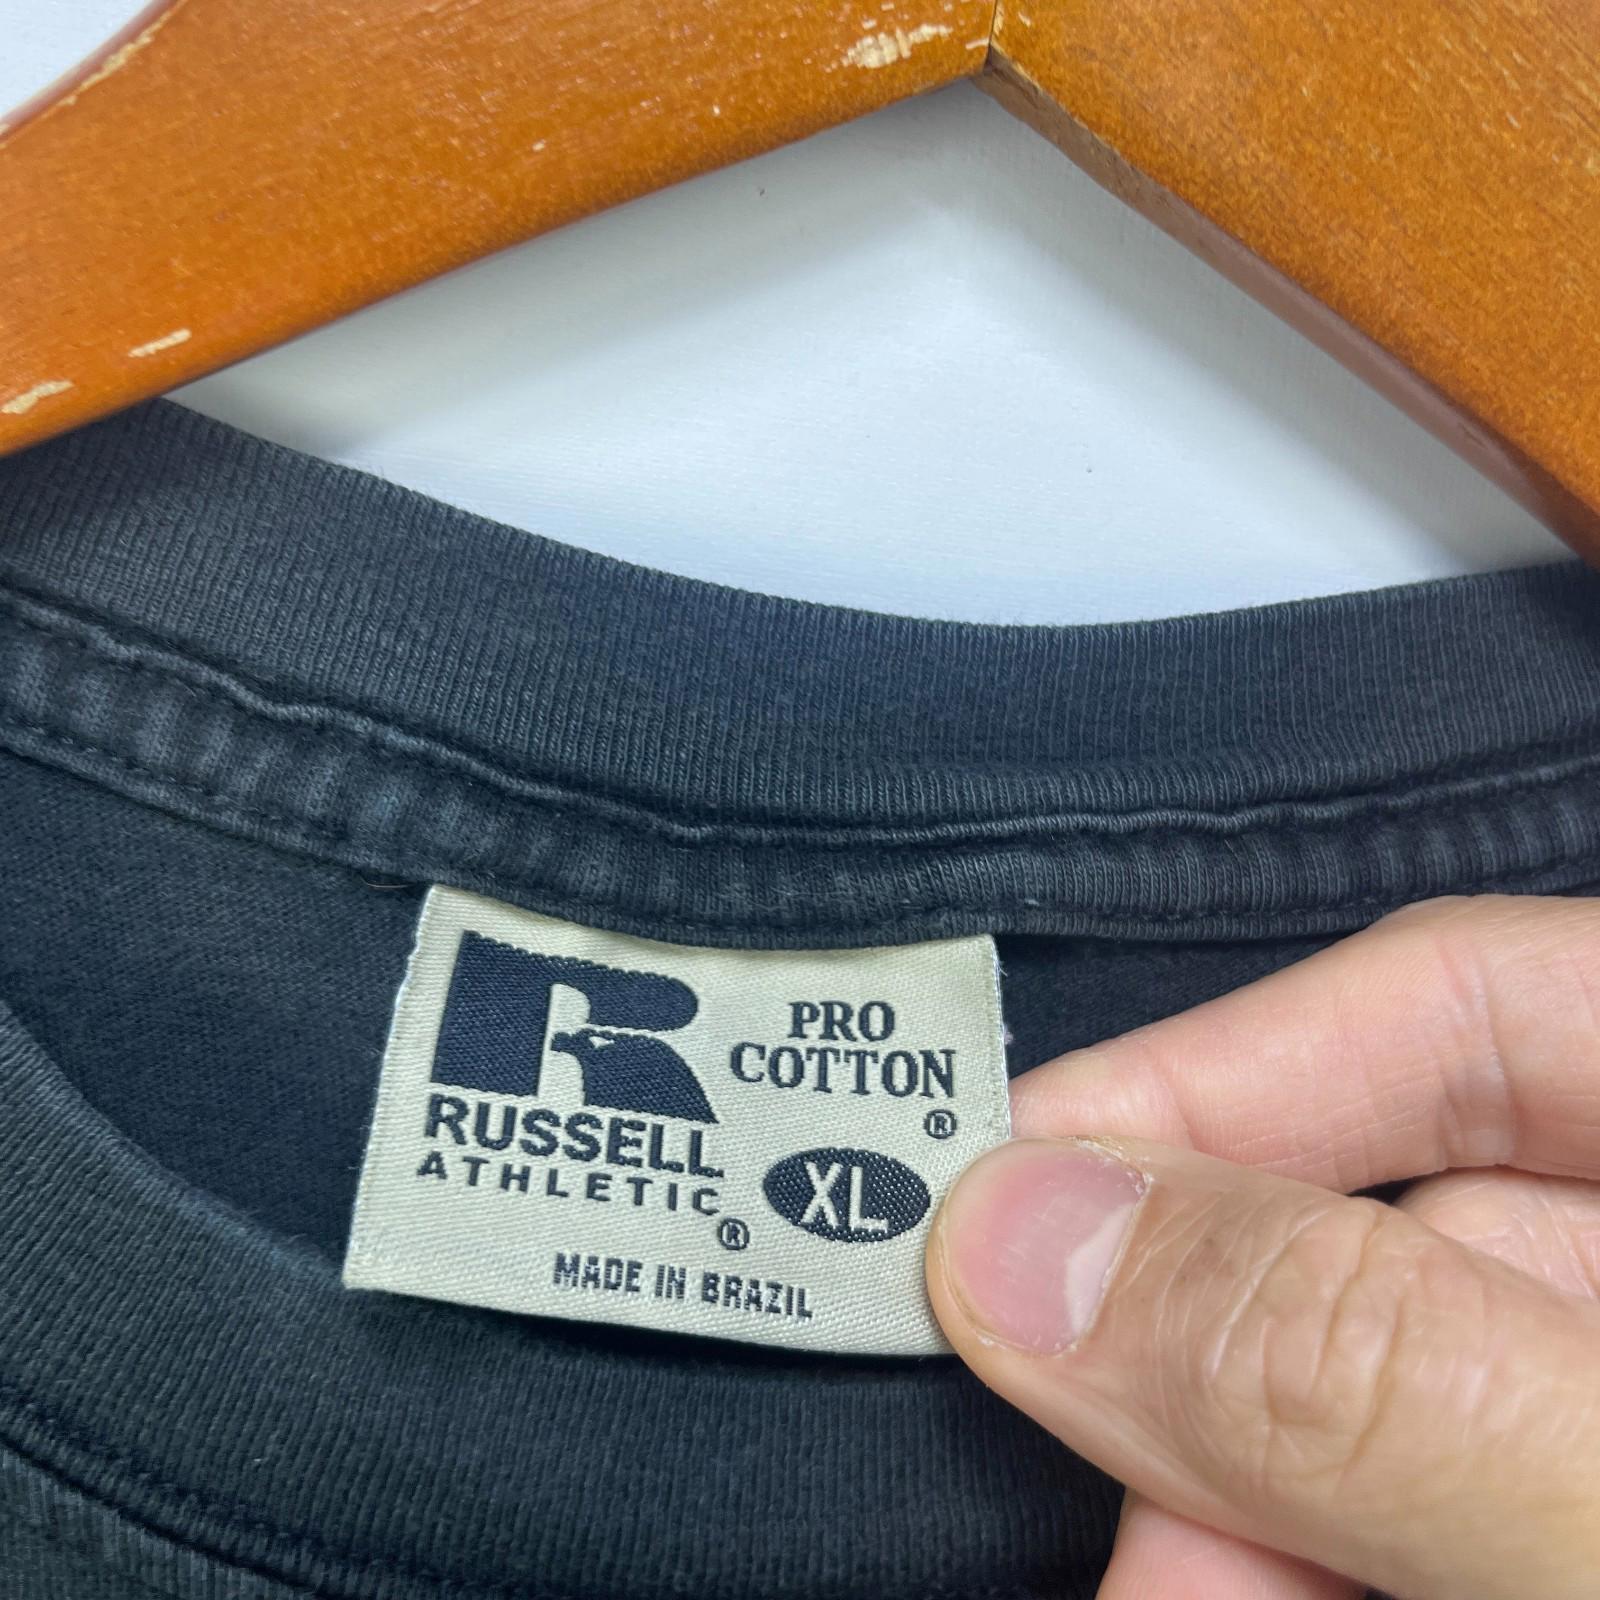 R
RUSSELL
ATHLETIC®
PRO
COTTON
®
XL
MADE IN BRAZIL